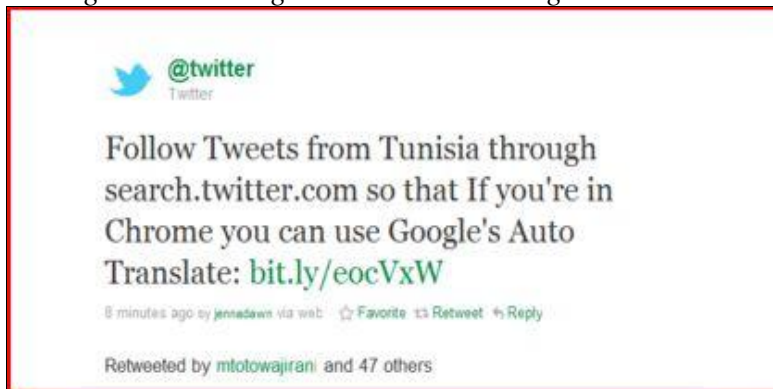 @twitter
Twitter
Follow Tweets from Tunisia through
search.twitter.com so that If you're in
Chrome you can use Google's Auto
Translate: bit.ly/eocVxW
8 minutes ago by jennadawn via web Favorite Retweet Reply
Retweeted by mtotowajirani and 47 others